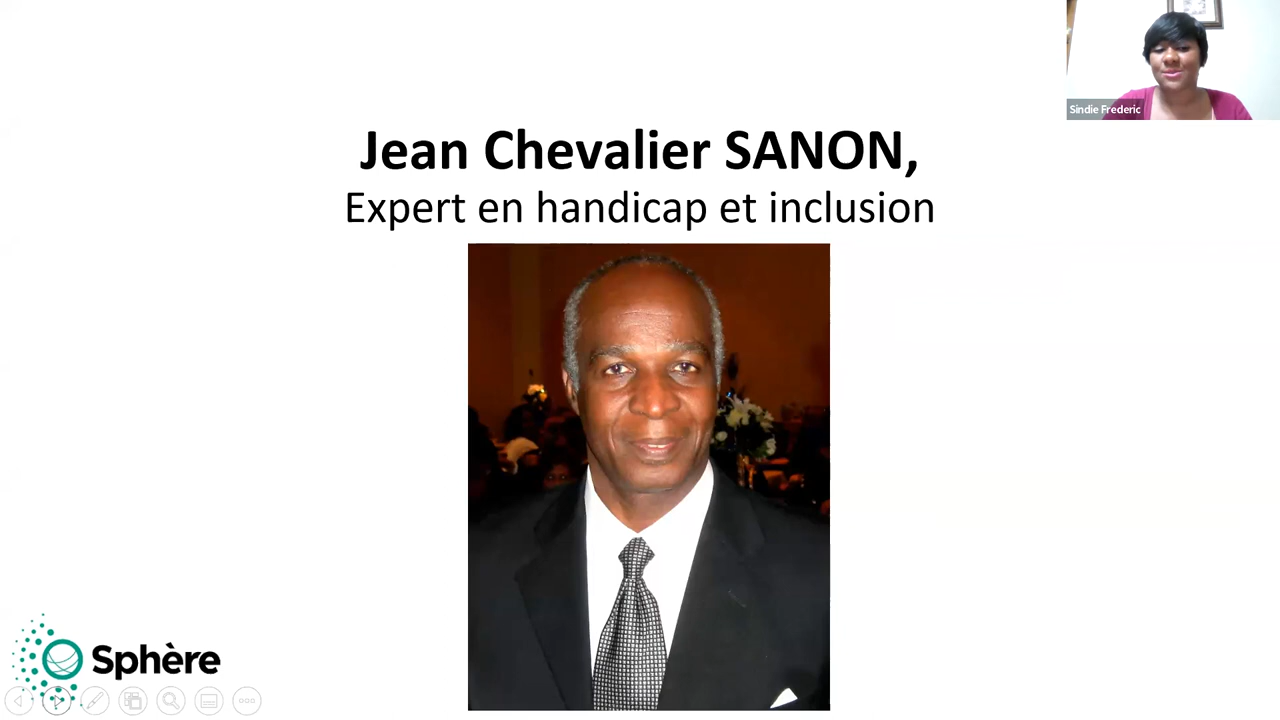 Sindie Frederic
Jean Chevalier SANON,
Expert en handicap et inclusion
Sphère